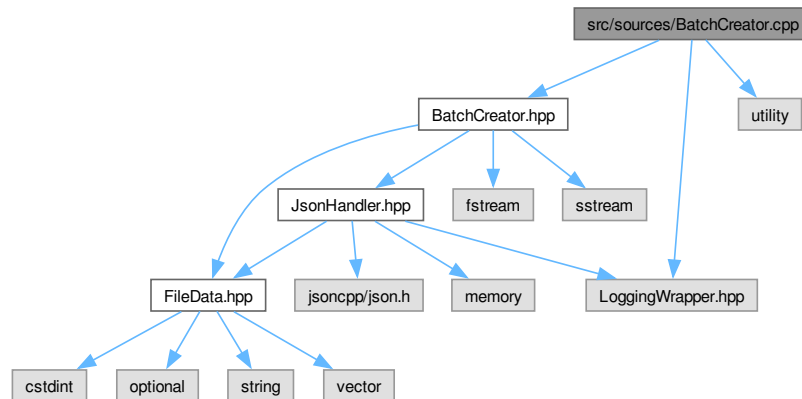 src/sources/BatchCreator.cpp
BatchCreator.hpp
utility
JsonHandler.hpp
fstream
sstream
FileData.hpp
jsoncpp/json.h
memory
LoggingWrapper.hpp
cstdint
optional
string
vector